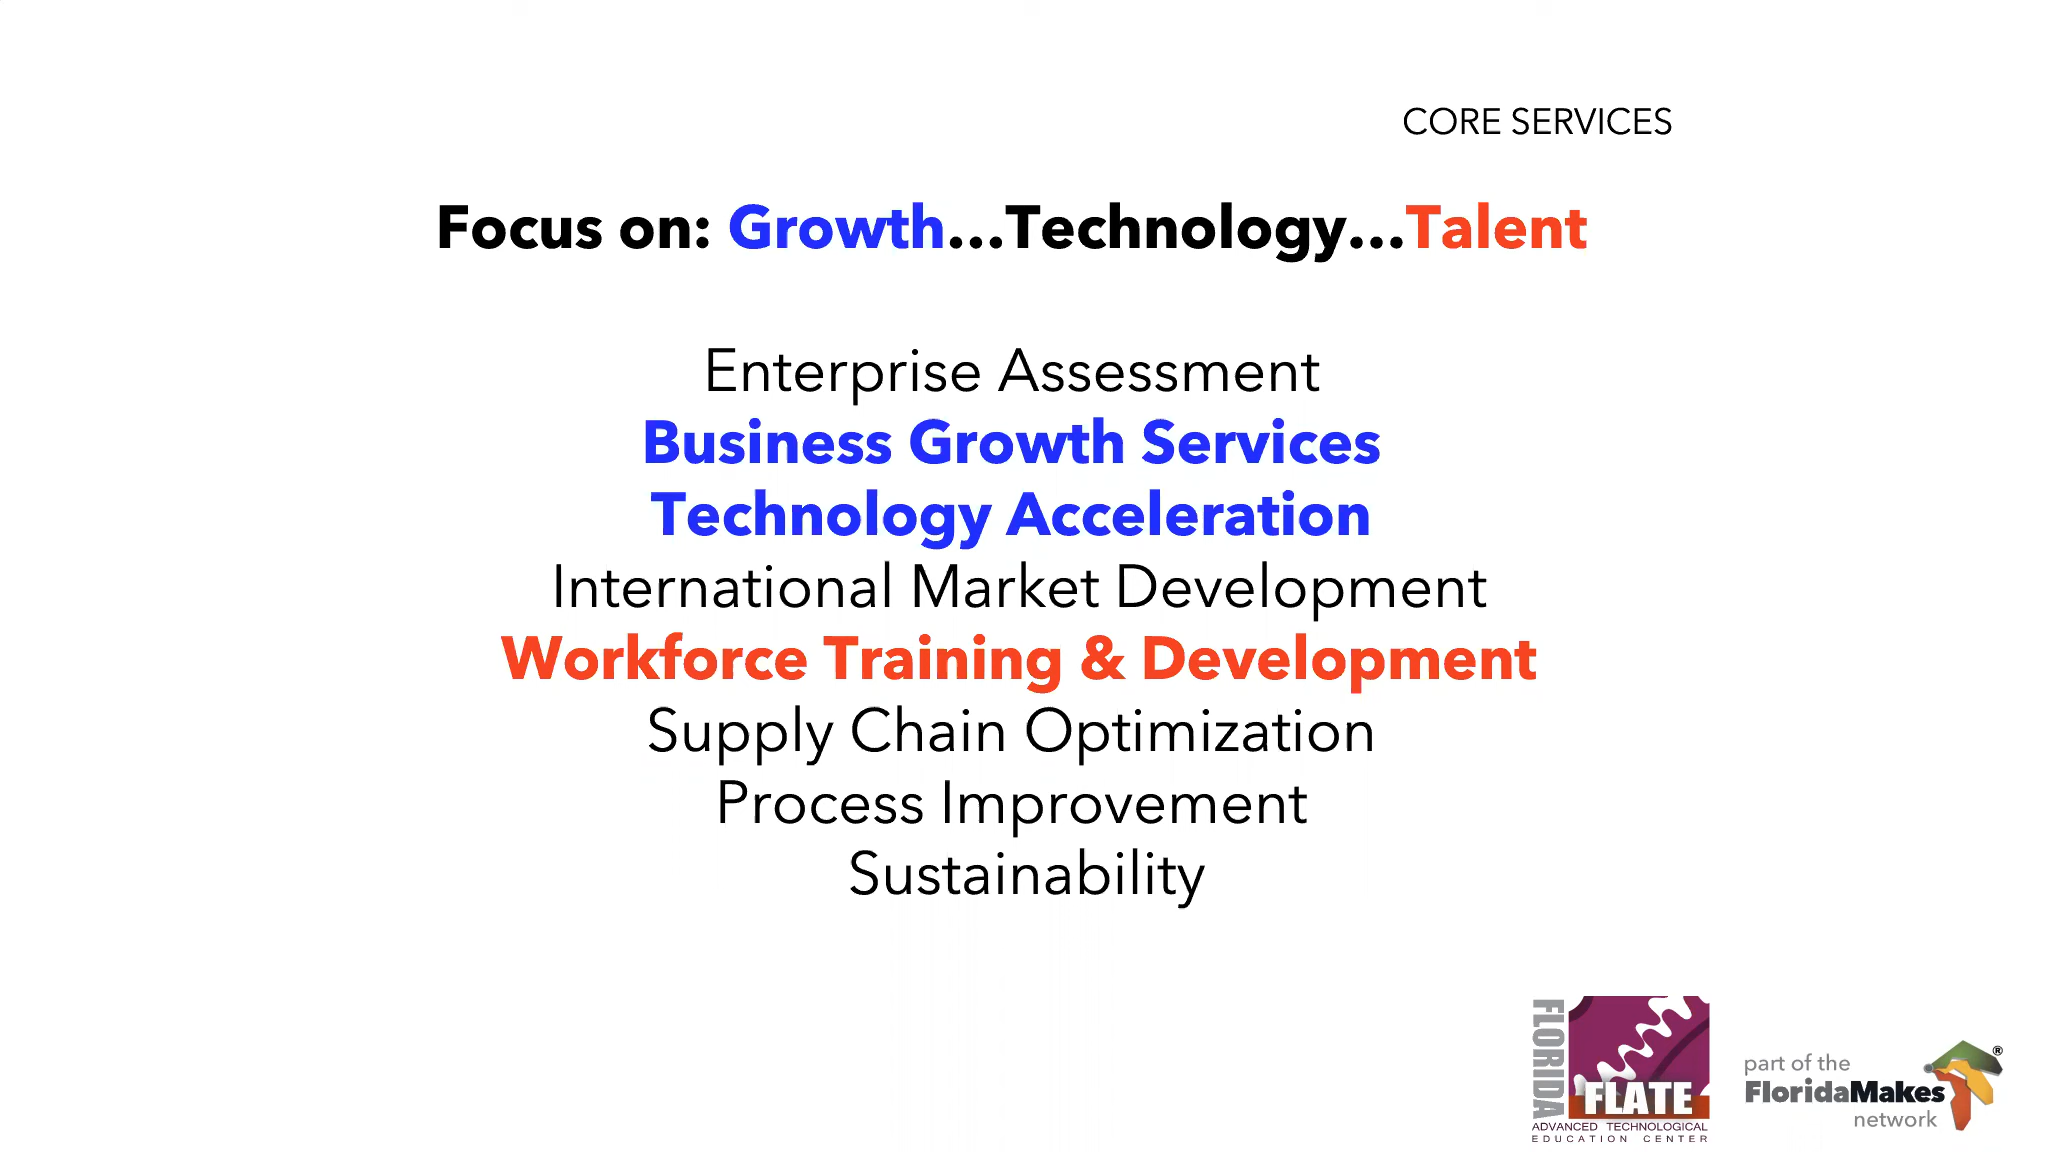 CORE SERVICES
Focus on: Growth...Technology...Talent
Enterprise Assessment
Business Growth Services
Technology Acceleration
International Market Development
Workforce Training & Development
Supply Chain Optimization
Process Improvement
Sustainability
FLORIDA
FLATE
ADVANCED TECHNOLOGICAL
EDUCATION CENTER
part of the
FloridaMakes®
network